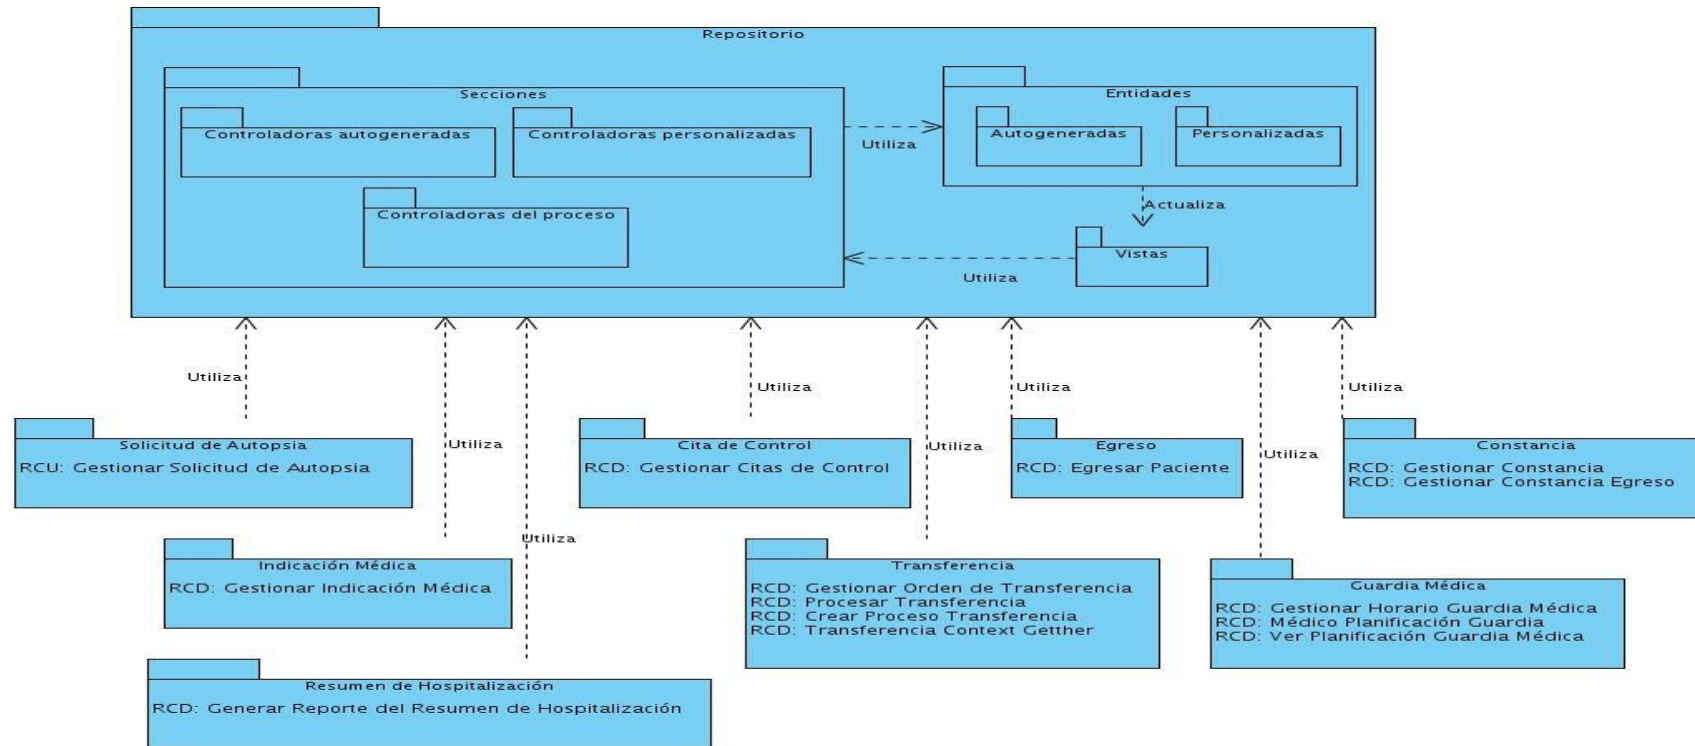 Repositorio
Secciones
Entidades
Controladoras autogeneradas
Controladoras personalizadas
Autogeneradas
Personalizadas
Utiliza
Controladoras del proceso
Actualiza
Vistas
Utiliza
Utiliza
Utiliza
Utiliza
Utiliza
Utiliza
Utiliza
Utiliza
Utiliza
Solicitud de Autopsia
RCU: Gestionar Solicitud de Autopsia
Cita de Control
RCD: Gestionar Citas de Control
Egreso
RCD: Egresar Paciente
Constancia
RCD: Gestionar Constancia
RCD: Gestionar Constancia Egreso
Indicación Médica
RCD: Gestionar Indicación Médica
Transferencia
RCD: Gestionar Orden de Transferencia
RCD: Procesar Transferencia
RCD: Crear Proceso Transferencia
RCD: Transferencia Context Getther
Guardia Médica
RCD: Gestionar Horario Guardia Médica
RCD: Médico Planificación Guardia
RCD: Ver Planificación Guardia Médica
Resumen de Hospitalización
RCD: Generar Reporte del Resumen de Hospitalización